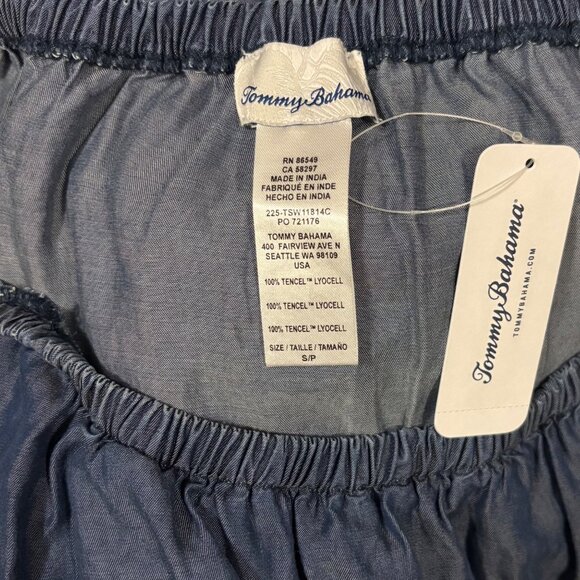 Tommy Bahama
RN 86549
CA 58297
MADE IN INDIA
FABRIQUÉ EN INDE
HECHO EN INDIA
225-TSW11814C
PO 721176
TOMMY BAHAMA
400 FAIRVIEW AVE N
SEATTLE WA 98109
USA
100% TENCEL™ LYOCELL
100% TENCEL™ LYOCELL
100% TENCEL™ LYOCELL
SIZE / TAILLE / TAMAÑO
S/P
Tommy Bahama®
TOMMYBAHAMA.COM